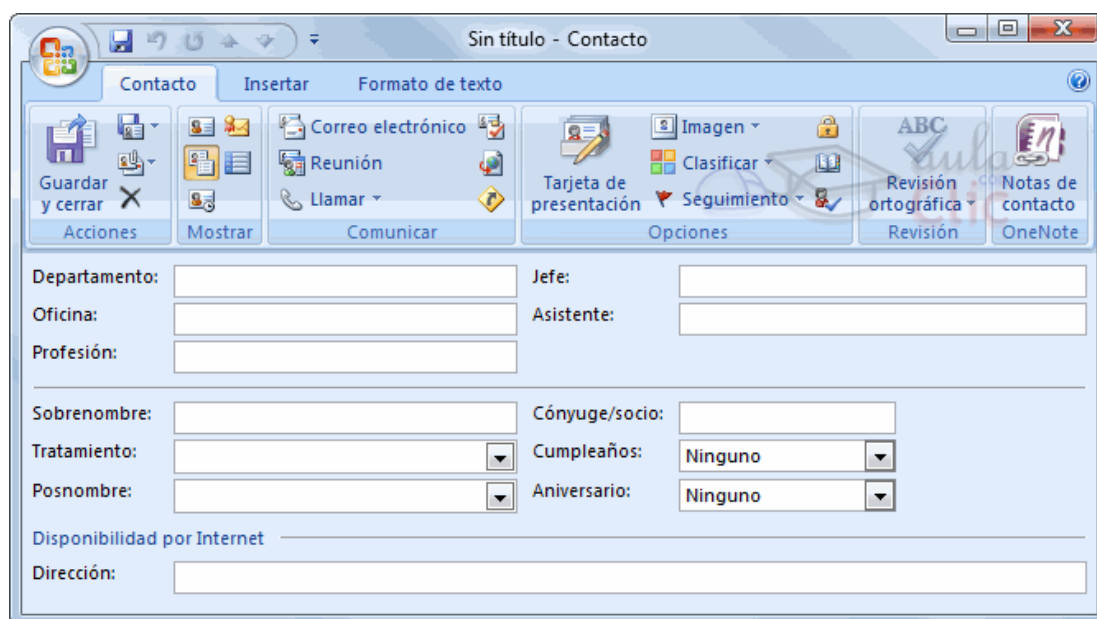 Sin título - Contacto
Contacto Insertar Formato de texto
Guardar y cerrar
Acciones
Mostrar
Correo electrónico
Reunión
Llamar
Comunicar
Tarjeta de presentación
Imagen
Clasificar
Seguimiento
Opciones
ABC
Revisión ortográfica
Revisión
Notas de contacto
OneNote
aulaClic
.com
Departamento: Jefe:
Oficina: Asistente:
Profesión:
Sobrenombre: Cónyuge/socio:
Tratamiento: Cumpleaños: Ninguno
Posnombre: Aniversario: Ninguno
Disponibilidad por Internet
Dirección: